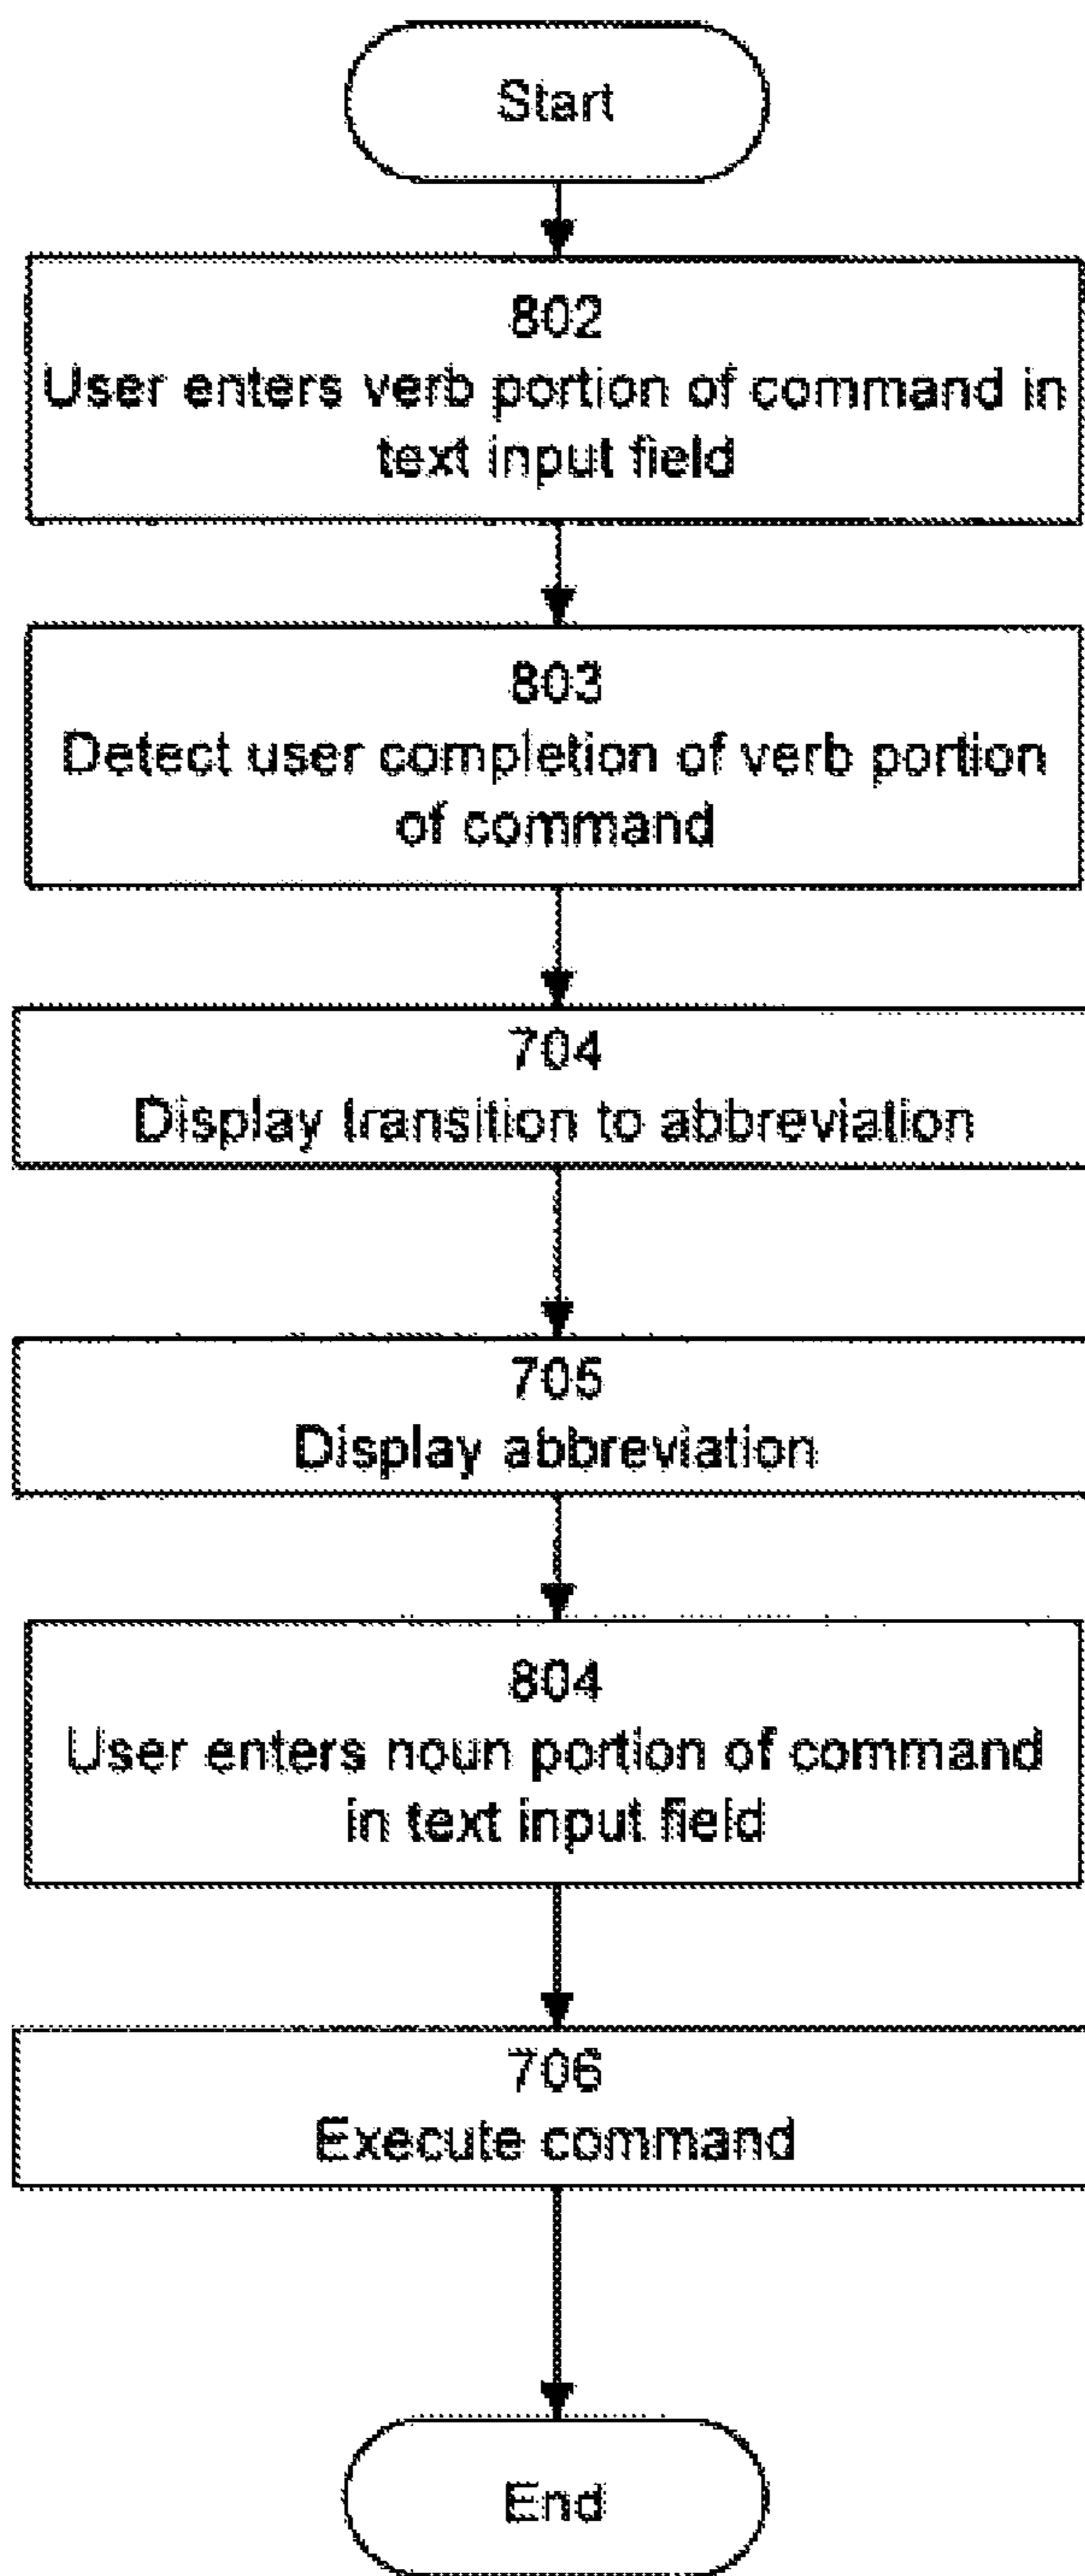 Start
802
User enters verb portion of command in
text input field
803
Detect user completion of verb portion
of command
704
Display transition to abbreviation
705
Display abbreviation
804
User enters noun portion of command
in text input field
706
Execute command
End